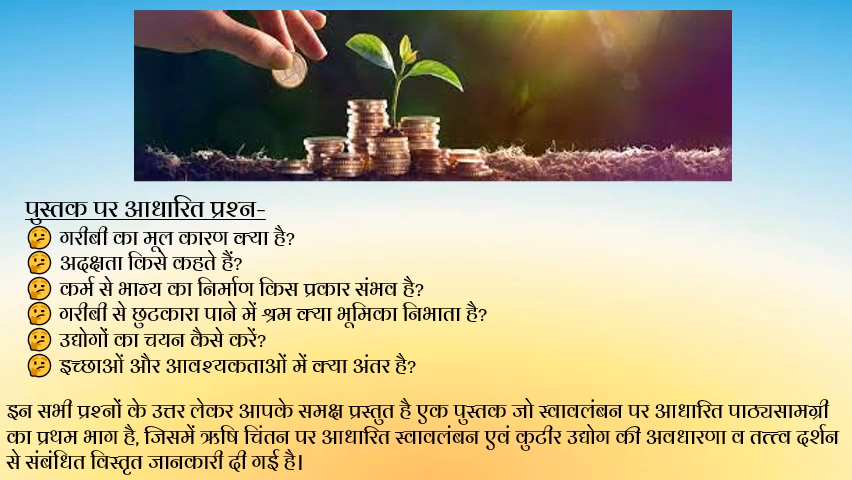 पुस्तक पर आधारित प्रश्न-
🤔 गरीबी का मूल कारण क्या है?
🤔 अदक्षता किसे कहते हैं?
🤔 कर्म से भाग्य का निर्माण किस प्रकार संभव है?
🤔 गरीबी से छुटकारा पाने में श्रम क्या भूमिका निभाता है?
🤔 उद्योगों का चयन कैसे करें?
🤔 इच्छाओं और आवश्यकताओं में क्या अंतर है?
इन सभी प्रश्नों के उत्तर लेकर आपके समक्ष प्रस्तुत है एक पुस्तक जो स्वावलंबन पर आधारित पाठ्यसामग्री
का प्रथम भाग है, जिसमें ऋषि चिंतन पर आधारित स्वावलंबन एवं कुटीर उद्योग की अवधारणा व तत्त्व दर्शन
से संबंधित विस्तृत जानकारी दी गई है।